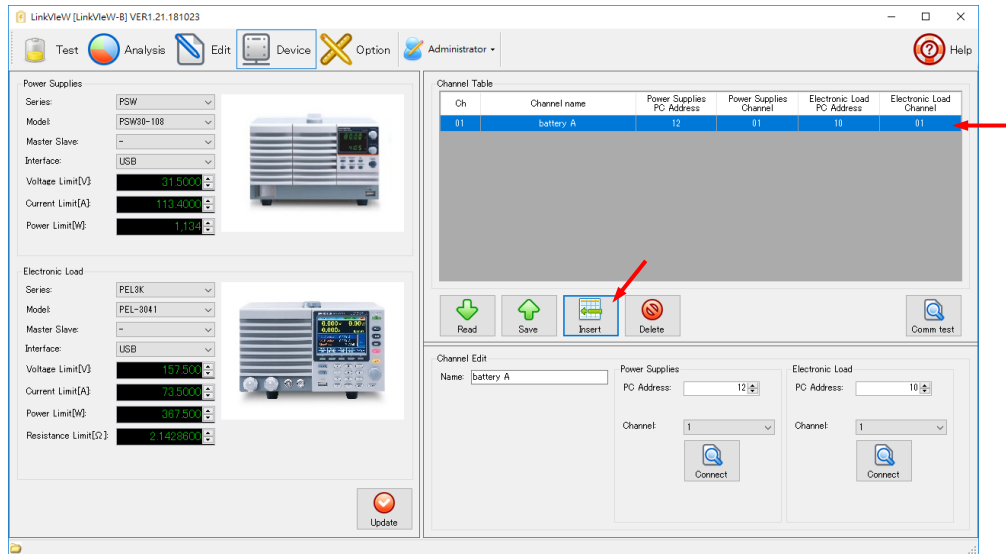 LinkVIeW [LinkVIeW-B] VER1.21.181023
Test Analysis Edit Device Option Administrator Help
Power Supplies
Series: PSW
Model: PSW30-108
Master Slave: -
Interface: USB
Voltage Limit[V]: 31.5000
Current Limit[A]: 113.4000
Power Limit[W]: 1,134
Electronic Load
Series: PEL3K
Model: PEL-3041
Master Slave: -
Interface: USB
Voltage Limit[V]: 157.500
Current Limit[A]: 73.5000
Power Limit[W]: 367.500
Resistance Limit[Ω]: 2.1428600
Update
Channel Table
Ch Channel name Power Supplies PC Address Power Supplies Channel Electronic Load PC Address Electronic Load Channel
01 battery A 12 01 10 01
Read Save Insert Delete Comm test
Channel Edit
Name: battery A
Power Supplies
PC Address: 12
Channel: 1
Connect
Electronic Load
PC Address: 10
Channel: 1
Connect